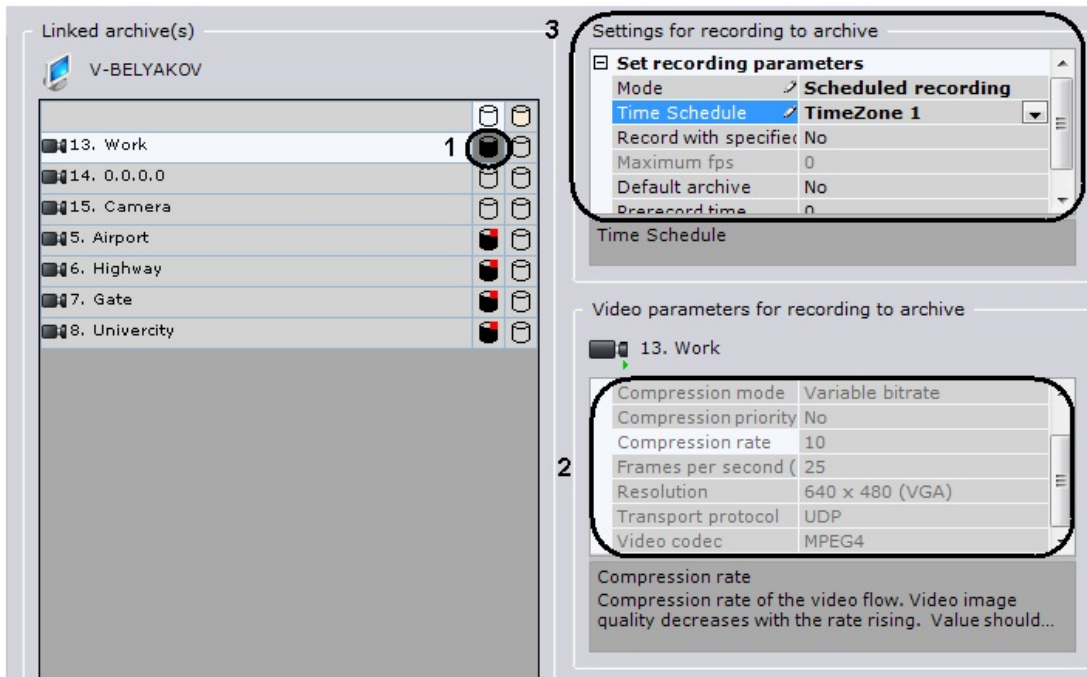 Linked archive(s)
V-BELYAKOV
13. Work
1
14. 0.0.0.0
15. Camera
5. Airport
6. Highway
7. Gate
8. Univercity
3
Settings for recording to archive
Set recording parameters
Mode Scheduled recording
Time Schedule TimeZone 1
Record with specified No
Maximum fps 0
Default archive No
Prerecord time 0
Time Schedule
Video parameters for recording to archive
13. Work
2
Compression mode Variable bitrate
Compression priority No
Compression rate 10
Frames per second ( 25
Resolution 640 x 480 (VGA)
Transport protocol UDP
Video codec MPEG4
Compression rate
Compression rate of the video flow. Video image
quality decreases with the rate rising. Value should...